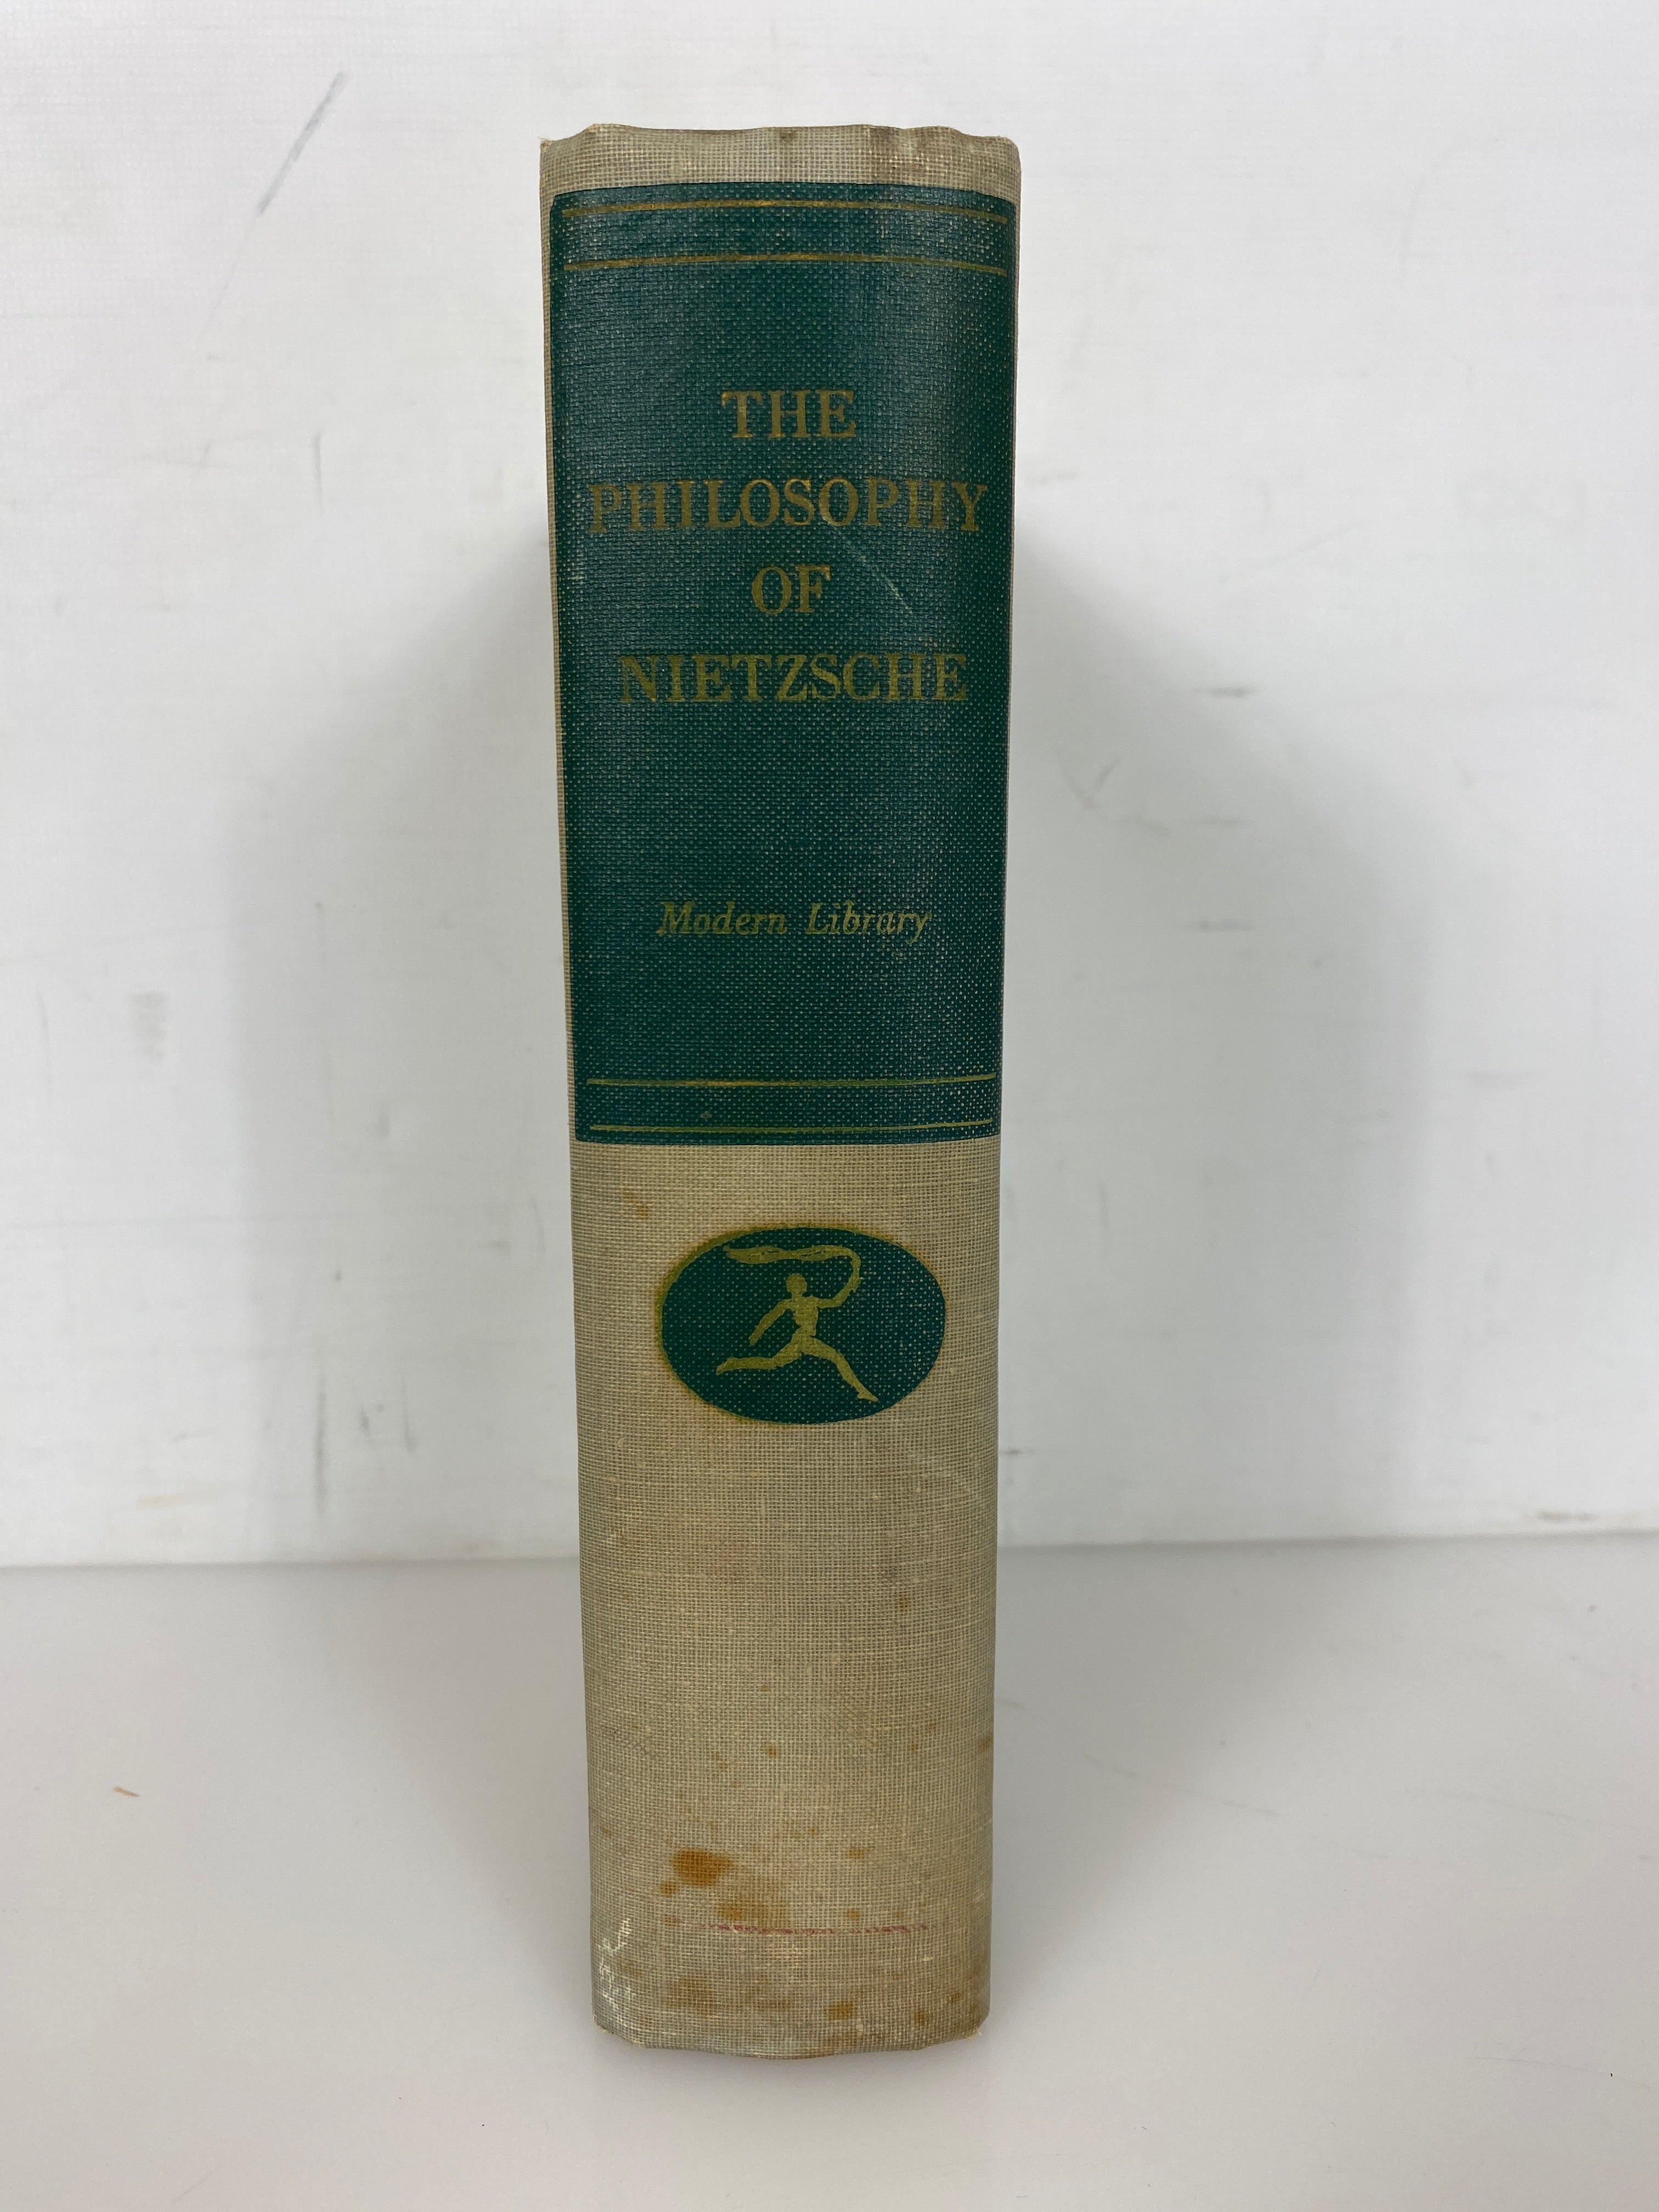 THE
PHILOSOPHY
OF
NIETZSCHE
Modern Library